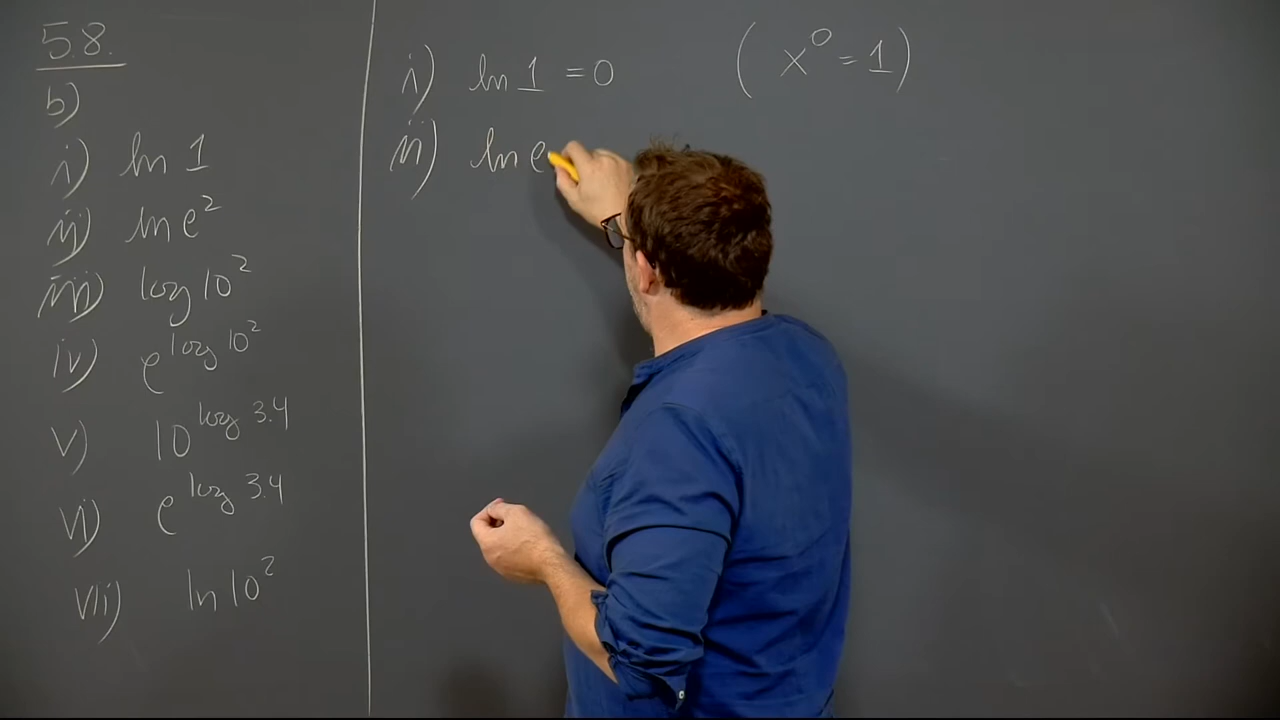 5.8.
b)
i) ln 1
ii) ln e²
iii) log 10²
iv) e^{log 10²}
v) 10^{log 3.4}
vi) e^{log 3.4}
vii) ln 10²
i) ln 1 = 0 ( x⁰ = 1 )
ii) ln e